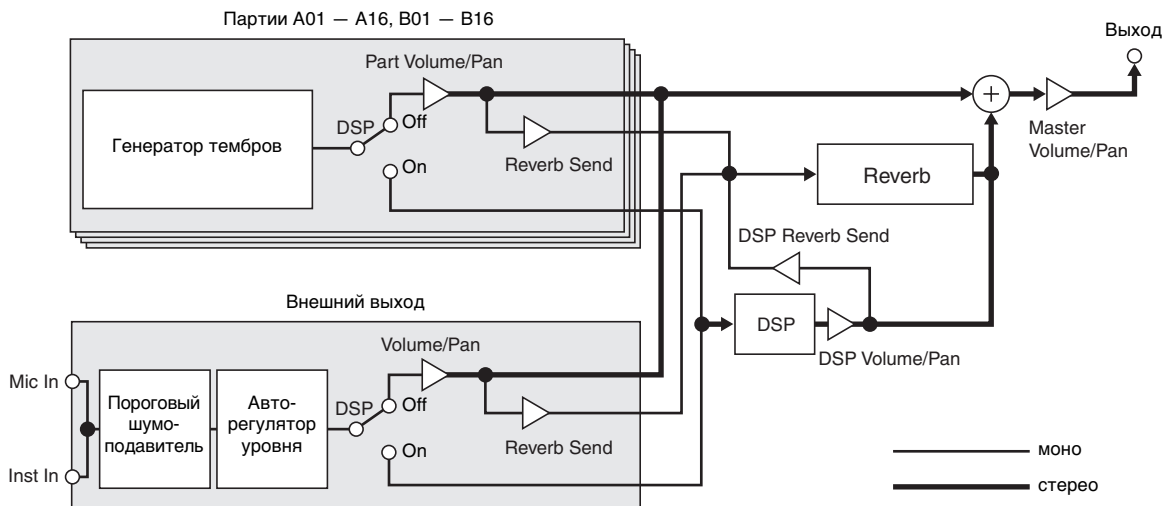 Партии A01 — A16, B01 — B16
Выход
Part Volume/Pan
DSP
Off
Генератор тембров
Reverb Send
On
Master
Volume/Pan
Reverb
DSP Reverb Send
Внешний выход
DSP
DSP Volume/Pan
Volume/Pan
Mic In
Пороговый
шумо-
подавитель
Авто-
регулятор
уровня
DSP
Off
Reverb Send
On
Inst In
моно
стерео